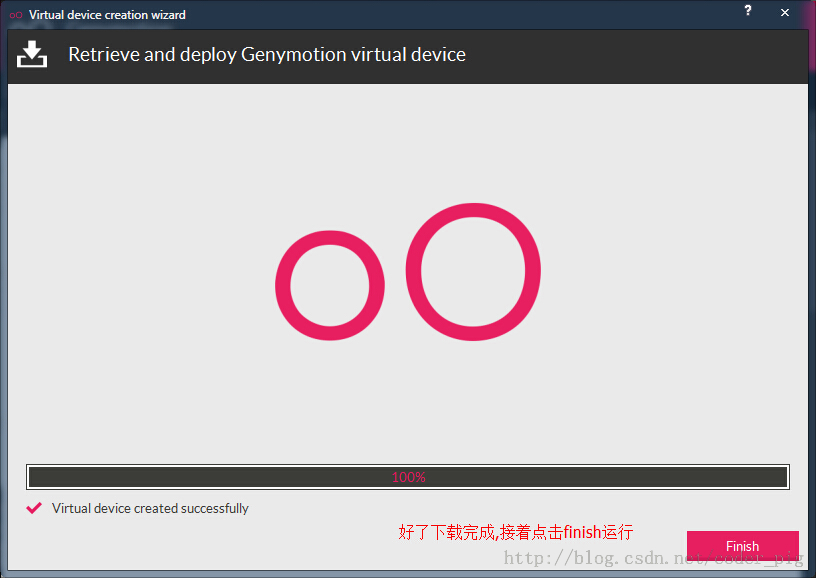 Virtual device creation wizard
Retrieve and deploy Genymotion virtual device
100%
Virtual device created successfully
好了下载完成,接着点击finish运行
Finish
http://blog.csdn.net/coder_pig